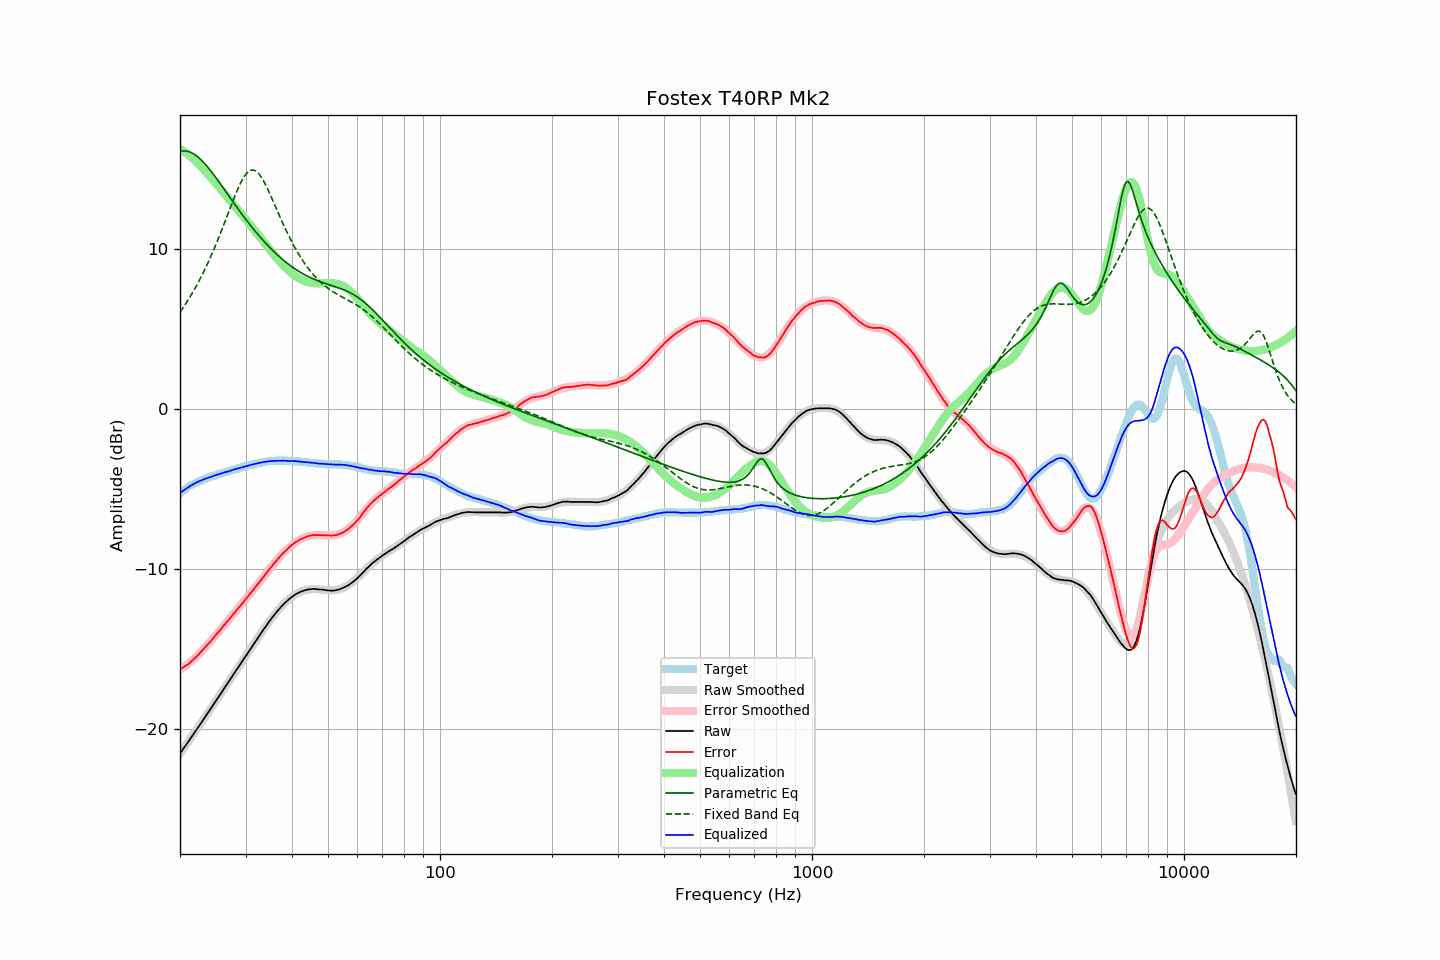 Fostex T40RP Mk2
Amplitude (dBr)
10
0
−10
−20
100
1000
10000
Frequency (Hz)
Target
Raw Smoothed
Error Smoothed
Raw
Error
Equalization
Parametric Eq
Fixed Band Eq
Equalized